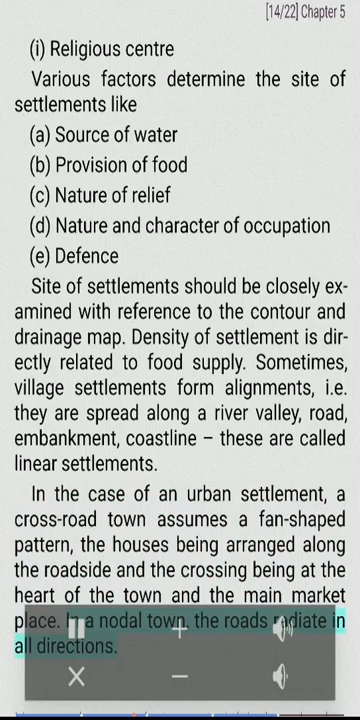 [14/22] Chapter 5
(i) Religious centre
Various factors determine the site of
settlements like
(a) Source of water
(b) Provision of food
(c) Nature of relief
(d) Nature and character of occupation
(e) Defence
Site of settlements should be closely ex-
amined with reference to the contour and
drainage map. Density of settlement is dir-
ectly related to food supply. Sometimes,
village settlements form alignments, i.e.
they are spread along a river valley, road,
embankment, coastline – these are called
linear settlements.
In the case of an urban settlement, a
cross-road town assumes a fan-shaped
pattern, the houses being arranged along
the roadside and the crossing being at the
heart of the town and the main market
place. In a nodal town, the roads radiate in
all directions.